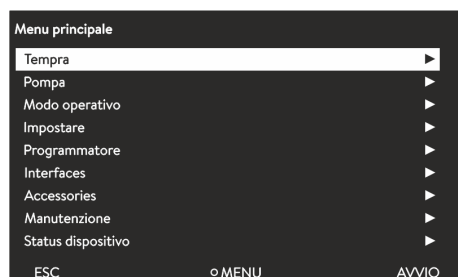 Menu principale
Tempra ▶
Pompa ▶
Modo operativo ▶
Impostare ▶
Programmatore ▶
Interfaces ▶
Accessories ▶
Manutenzione ▶
Status dispositivo ▶
ESC ○ MENU AVVIO